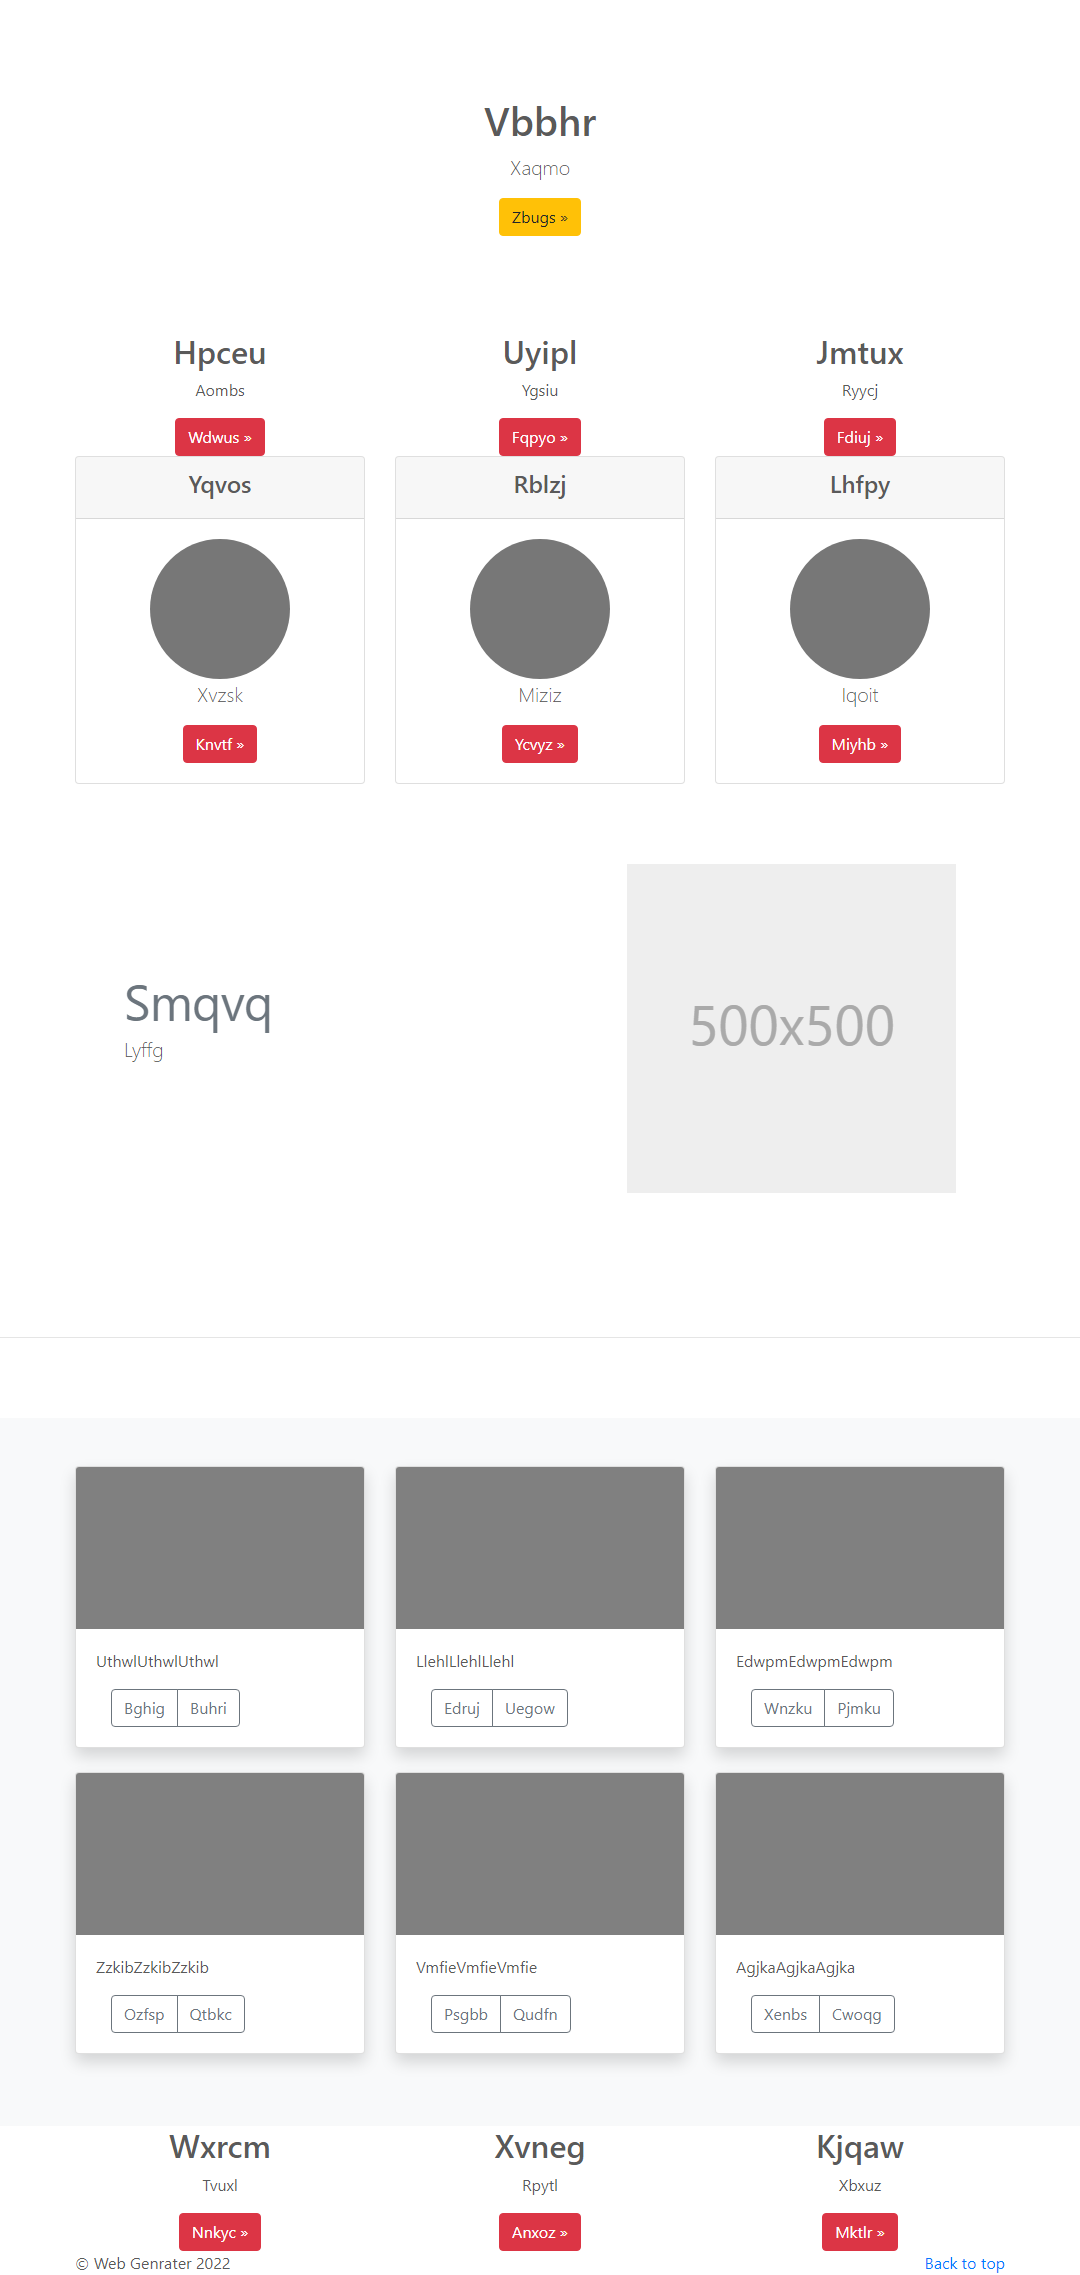 Vbbhr
Xaqmo
Zbugs »
Hpceu
Aombs
Wdwus »
Uyipl
Ygsiu
Fqpyo »
Jmtux
Ryycj
Fdiuj »
Yqvos
Xvzsk
Knvtf »
Rblzj
Miziz
Ycvyz »
Lhfpy
Iqoit
Miyhb »
Smqvq
Lyffg
500x500
UthwlUthwlUthwl
Bghig Buhri
LlehlLlehlLlehl
Edruj Uegow
EdwpmEdwpmEdwpm
Wnzku Pjmku
ZzkibZzkibZzkib
Ozfsp Qtbkc
VmfieVmfieVmfie
Psgbb Qudfn
AgjkaAgjkaAgjka
Xenbs Cwoqg
Wxrcm
Tvuxl
Nnkyc »
Xvneg
Rpytl
Anxoz »
Kjqaw
Xbxuz
Mktlr »
© Web Genrater 2022
Back to top